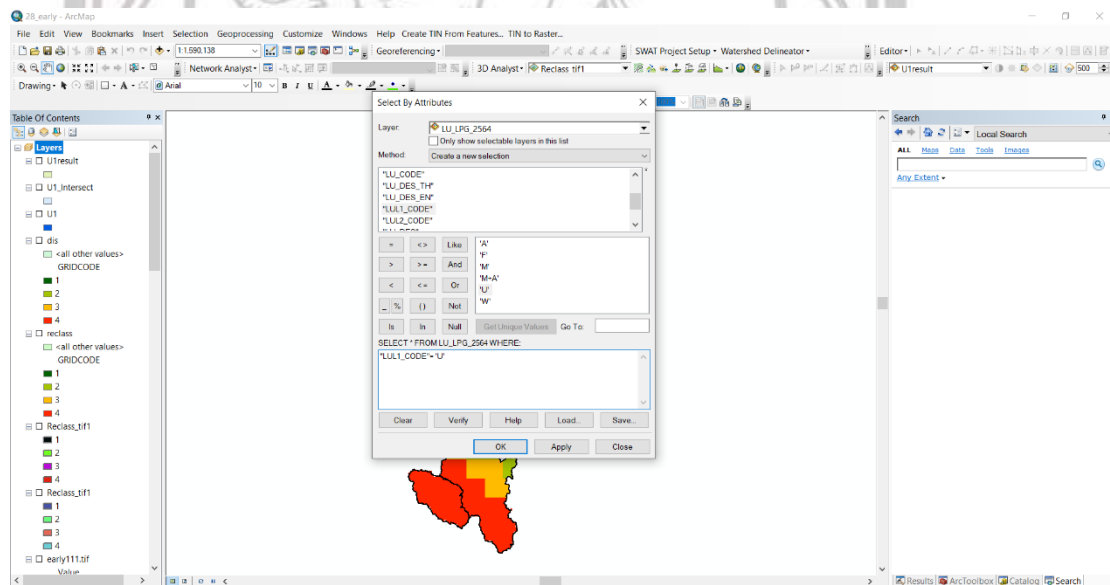 28_early - ArcMap
File Edit View Bookmarks Insert Selection Geoprocessing Customize Windows Help Create TIN From Features... TIN to Raster...
1:1,590,138
Georeferencing
SWAT Project Setup
Watershed Delineator
Editor
Network Analyst
3D Analyst
Reclass tif1
U1result
500
Drawing
A
Arial
10
B I U A
Table Of Contents
Layers
U1result
U1_Intersect
U1
dis
<all other values>
GRIDCODE
1
2
3
4
reclass
<all other values>
GRIDCODE
1
2
3
4
Reclass_tif1
1
2
3
4
Reclass_tif1
1
2
3
4
early111.tif
Value
Select By Attributes
Layer:
LU_LPG_2564
Only show selectable layers in this list
Method:
Create a new selection
"LU_CODE"
"LU_DES_TH"
"LU_DES_EN"
"LUL1_CODE"
"LUL2_CODE"
= <> Like
> >= And
< <= Or
_ % () Not
Is In Null
'A'
'F'
'M'
'M+A'
'U'
'W'
Get Unique Values
Go To:
SELECT * FROM LU_LPG_2564 WHERE:
"LUL1_CODE"= 'U'
Clear
Verify
Help
Load...
Save...
OK
Apply
Close
Search
Local Search
ALL Maps Data Tools Images
Any Extent
Results
ArcToolbox
Catalog
Search